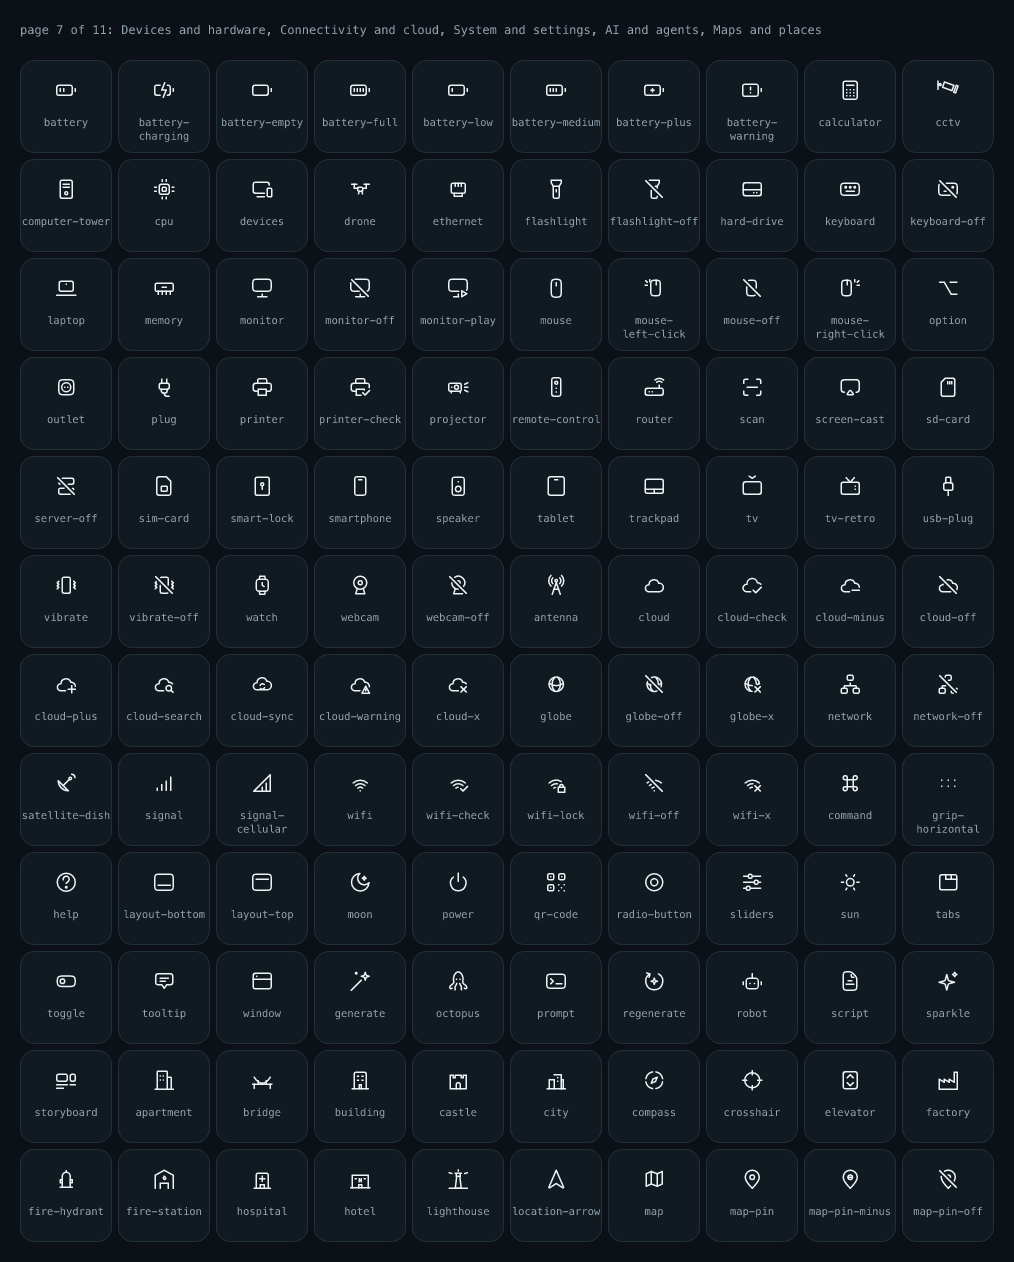 page 7 of 11: Devices and hardware, Connectivity and cloud, System and settings, AI and agents, Maps and places
battery
battery-
charging
battery-empty
battery-full
battery-low
battery-medium
battery-plus
battery-
warning
calculator
cctv
computer-tower
cpu
devices
drone
ethernet
flashlight
flashlight-off
hard-drive
keyboard
keyboard-off
laptop
memory
monitor
monitor-off
monitor-play
mouse
mouse-
left-click
mouse-off
mouse-
right-click
option
outlet
plug
printer
printer-check
projector
remote-control
router
scan
screen-cast
sd-card
server-off
sim-card
smart-lock
smartphone
speaker
tablet
trackpad
tv
tv-retro
usb-plug
vibrate
vibrate-off
watch
webcam
webcam-off
antenna
cloud
cloud-check
cloud-minus
cloud-off
cloud-plus
cloud-search
cloud-sync
cloud-warning
cloud-x
globe
globe-off
globe-x
network
network-off
satellite-dish
signal
signal-
cellular
wifi
wifi-check
wifi-lock
wifi-off
wifi-x
command
grip-
horizontal
help
layout-bottom
layout-top
moon
power
qr-code
radio-button
sliders
sun
tabs
toggle
tooltip
window
generate
octopus
prompt
regenerate
robot
script
sparkle
storyboard
apartment
bridge
building
castle
city
compass
crosshair
elevator
factory
fire-hydrant
fire-station
hospital
hotel
lighthouse
location-arrow
map
map-pin
map-pin-minus
map-pin-off